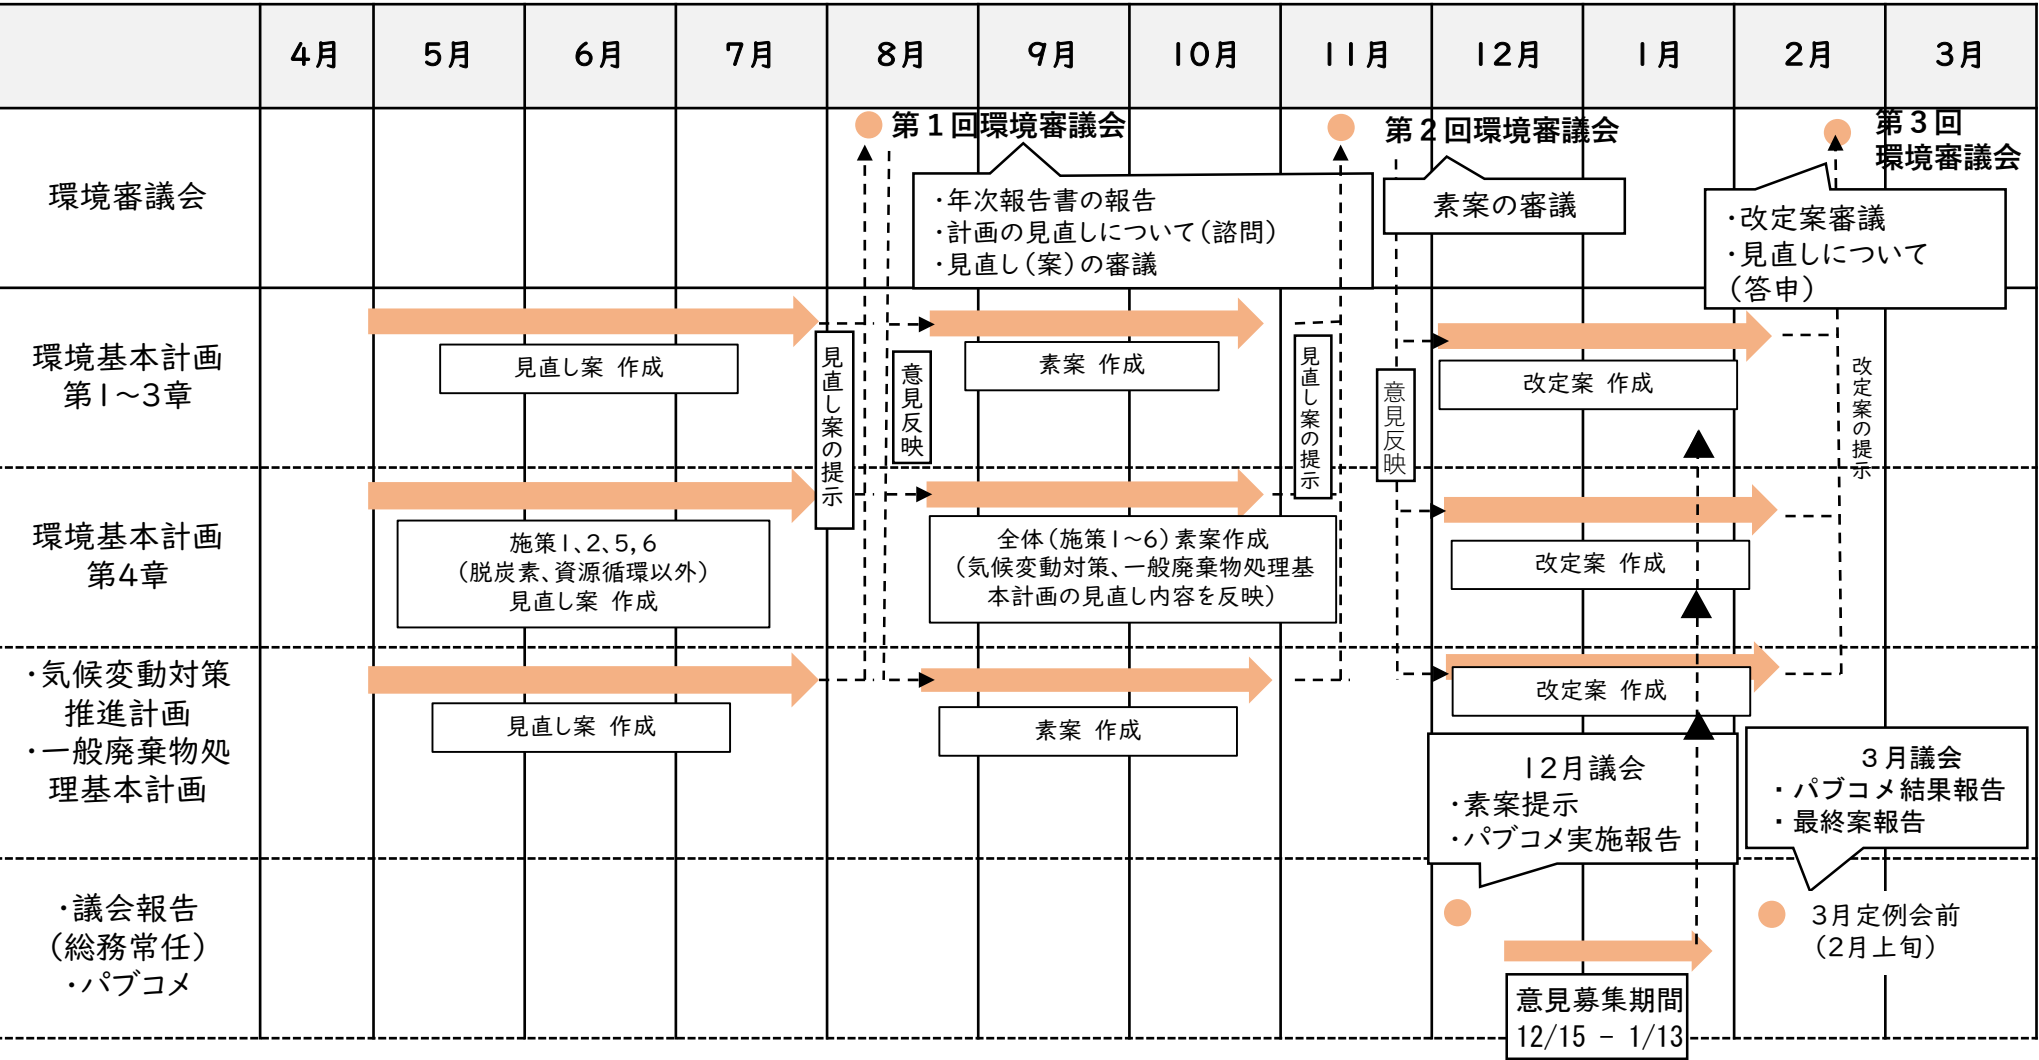 4月 5月 6月 7月 8月 9月 10月 11月 12月 1月 2月 3月
環境審議会
第1回環境審議会
・年次報告書の報告
・計画の見直しについて(諮問)
・見直し(案)の審議
第2回環境審議会
素案の審議
第3回
環境審議会
・改定案審議
・見直しについて
(答申)
環境基本計画
第1~3章
見直し案 作成
見直し案の提示
意見反映
素案 作成
見直し案の提示
意見反映
改定案 作成
改定案の提示
環境基本計画
第4章
施策1、2、5,6
(脱炭素、資源循環以外)
見直し案 作成
全体(施策1~6)素案作成
(気候変動対策、一般廃棄物処理基
本計画の見直し内容を反映)
改定案 作成
・気候変動対策
推進計画
・一般廃棄物処
理基本計画
見直し案 作成
素案 作成
改定案 作成
12月議会
・素案提示
・パブコメ実施報告
3月議会
・パブコメ結果報告
・最終案報告
・議会報告
(総務常任)
・パブコメ
3月定例会前
(2月上旬)
意見募集期間
12/15 - 1/13